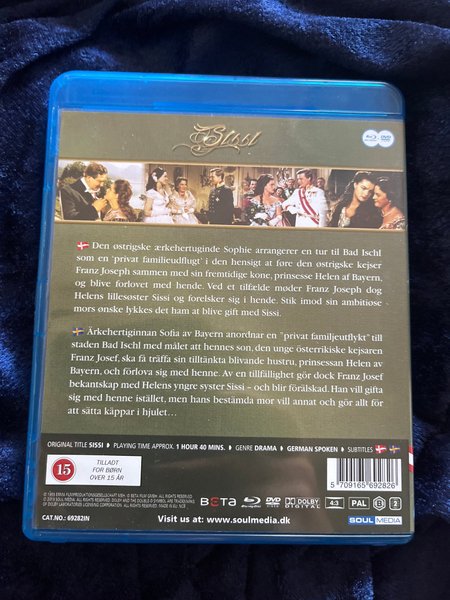 Sissi
Den østrigske ærkehertuginde Sophie arrangerer en tur til Bad Ischl
som en 'privat familieudflugt' i den hensigt at føre den østrigske kejser
Franz Joseph sammen med sin fremtidige kone, prinsesse Helen af Bayern,
og blive forlovet med hende. Ved et tilfælde møder Franz Joseph dog
Helens lillesøster Sissi og forelsker sig i hende. Stik imod sin ambitiøse
mors ønske lykkes det ham at blive gift med Sissi.
Ärkehertiginnan Sofia av Bayern anordnar en "privat familjeutflykt" till
staden Bad Ischl med målet att hennes son, den unge österrikiske kejsaren
Franz Josef, ska få träffa sin tilltänkta blivande hustru, prinsessan Helen av
Bayern, och förlova sig med henne. Av en tillfällighet gör dock Franz Josef
bekantskap med Helens yngre syster Sissi - och blir förälskad. Han vill gifta
sig med henne istället, men hans bestämda mor vill annat och gör allt för
att sätta käppar i hjulet…
ORIGINAL TITLE SISSI PLAYING TIME APPROX. 1 HOUR 40 MINS. GENRE DRAMA GERMAN SPOKEN SUBTITLES
15
TILLADT
FOR BØRN
OVER 15 ÅR
5 709165 692826
BETA Blu-ray Disc DVD DOLBY DIGITAL 4:3 PAL 2 SOUL MEDIA
CAT.NO.: 69282IN
Visit us at: www.soulmedia.dk